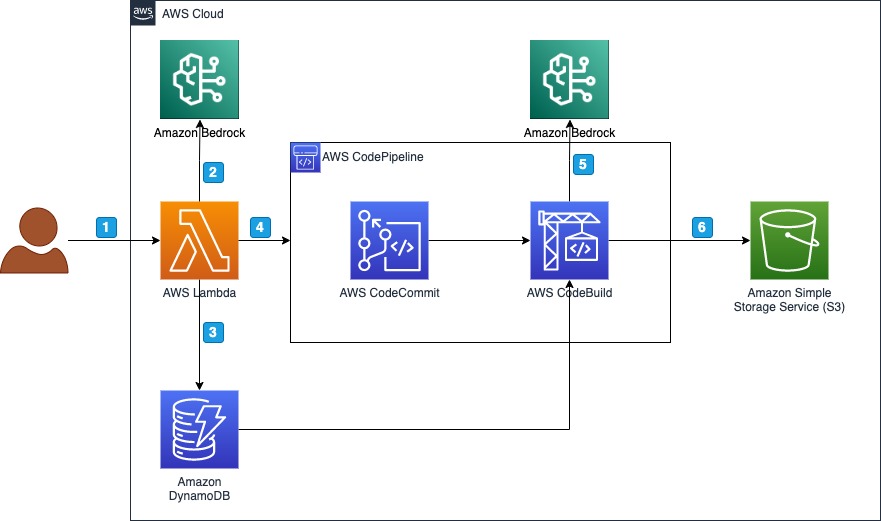 aws
AWS Cloud
Amazon Bedrock
Amazon Bedrock
2
5
AWS CodePipeline
1
4
6
AWS Lambda
AWS CodeCommit
AWS CodeBuild
Amazon Simple
Storage Service (S3)
3
Amazon
DynamoDB